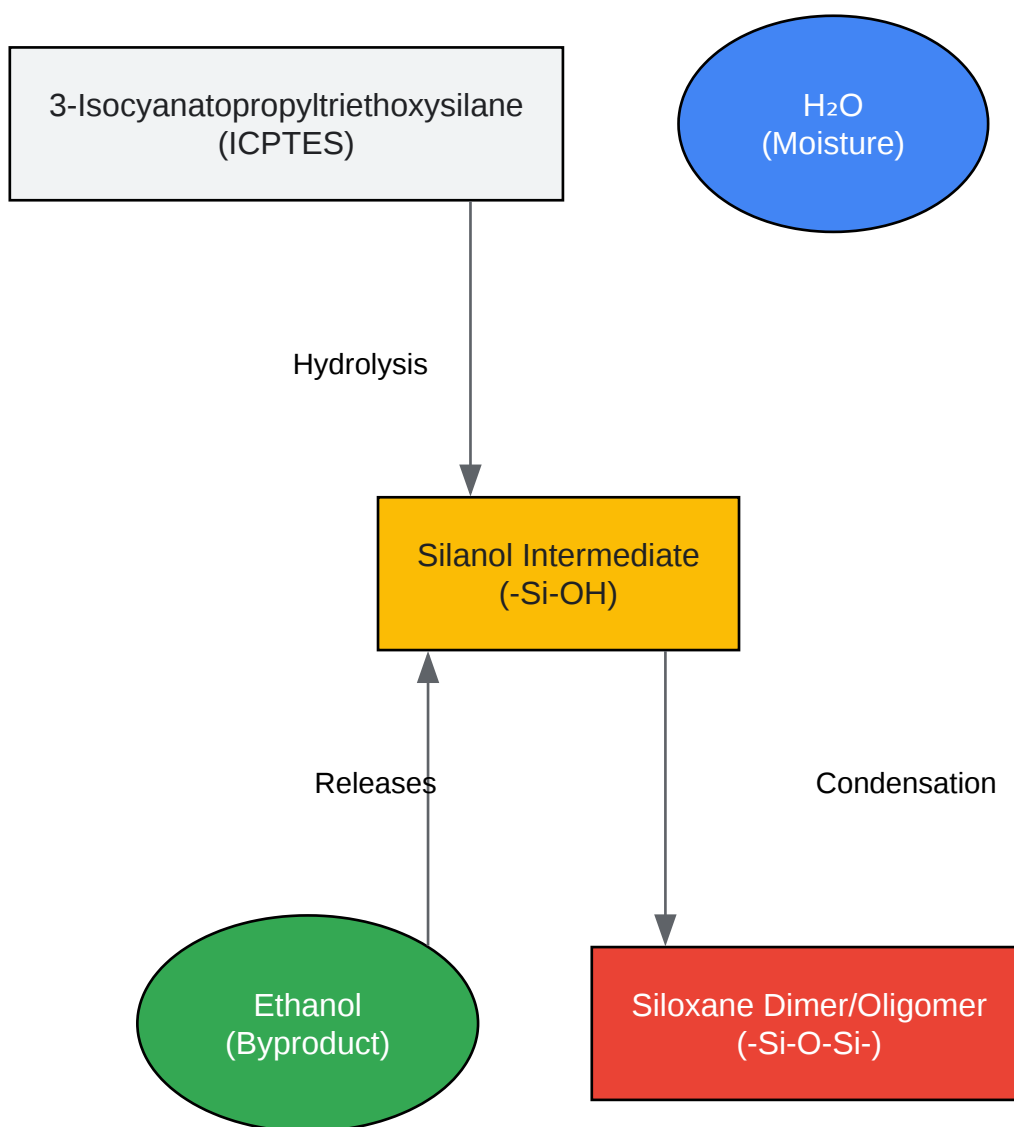 3-Isocyanatopropyltriethoxysilane
(ICPTES)
H₂O
(Moisture)
Hydrolysis
Silanol Intermediate
(-Si-OH)
Releases
Condensation
Ethanol
(Byproduct)
Siloxane Dimer/Oligomer
(-Si-O-Si-)